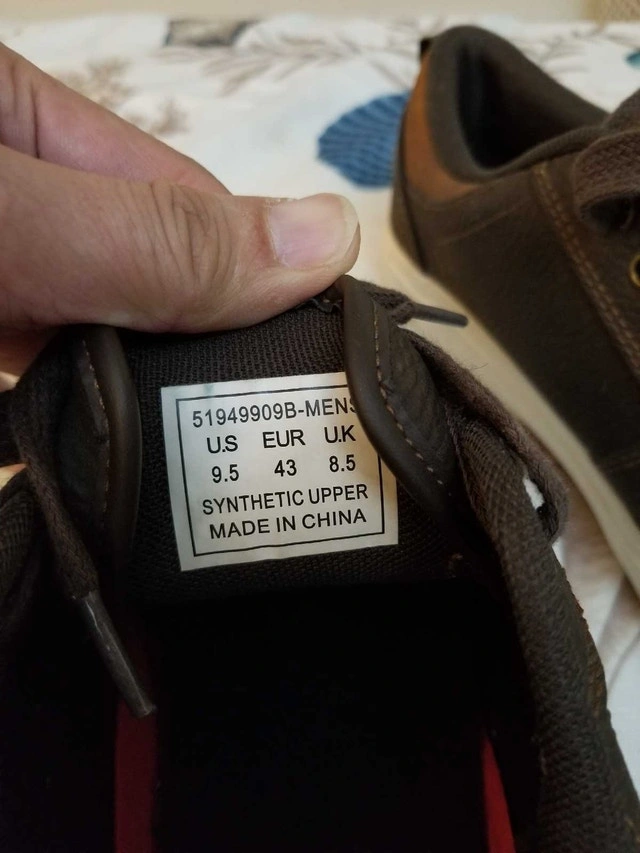 51949909B-MENS
U.S EUR U.K
9.5 43 8.5
SYNTHETIC UPPER
MADE IN CHINA